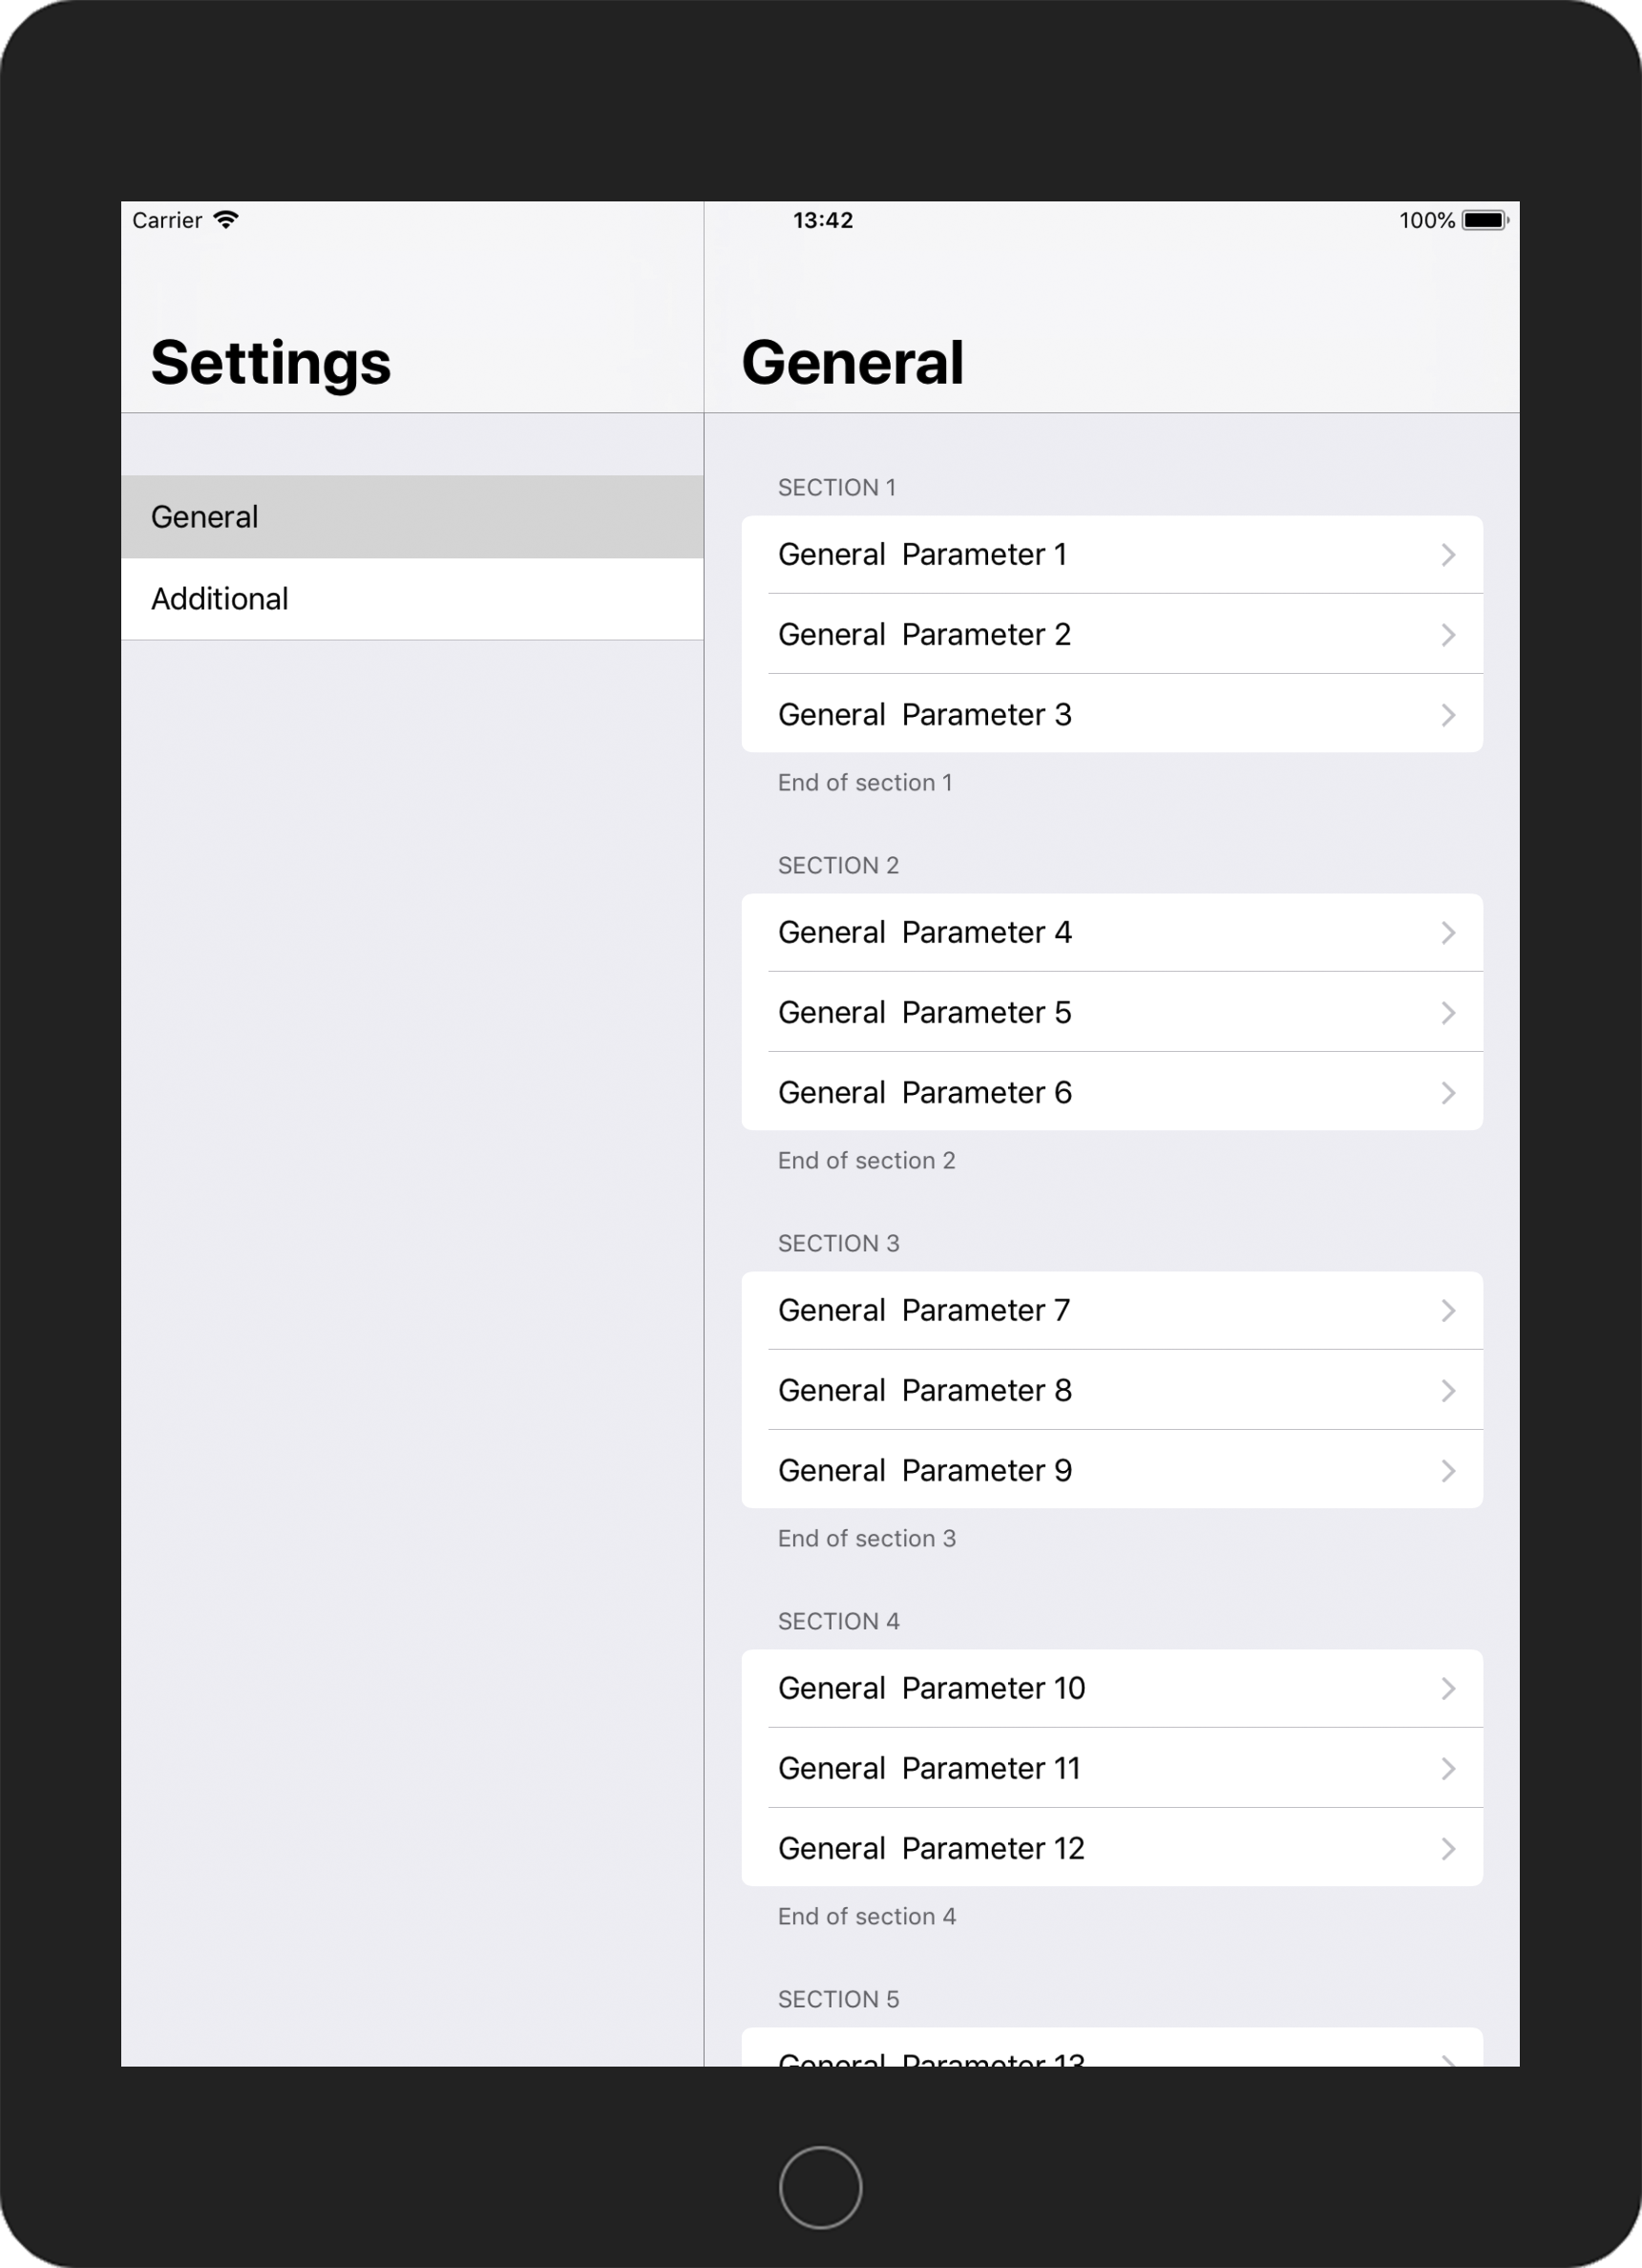 Carrier 13:42 100%
Settings
General
Additional
General
SECTION 1
General  Parameter 1
General  Parameter 2
General  Parameter 3
End of section 1
SECTION 2
General  Parameter 4
General  Parameter 5
General  Parameter 6
End of section 2
SECTION 3
General  Parameter 7
General  Parameter 8
General  Parameter 9
End of section 3
SECTION 4
General  Parameter 10
General  Parameter 11
General  Parameter 12
End of section 4
SECTION 5
General  Parameter 13